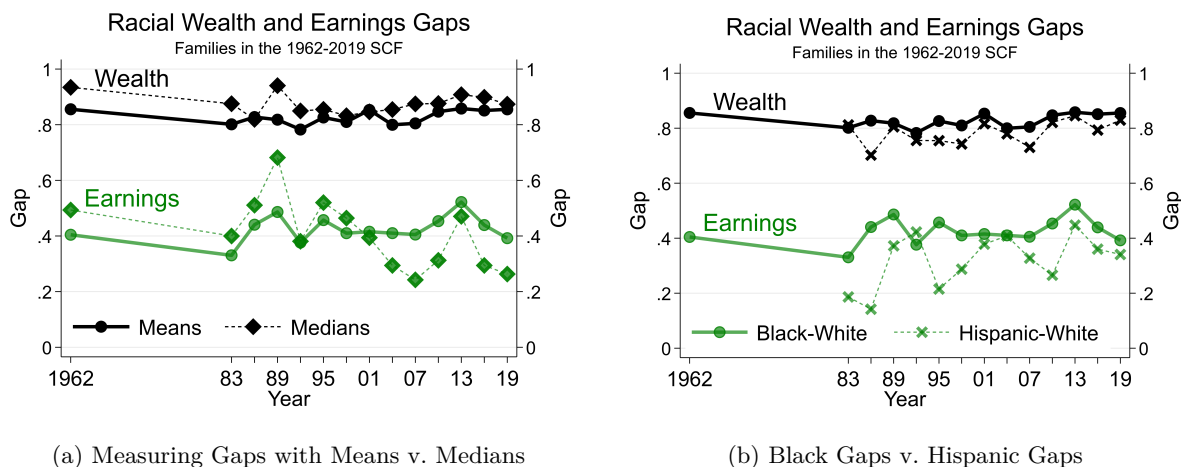 Racial Wealth and Earnings Gaps
Families in the 1962-2019 SCF
1
.8
.6
.4
.2
0
Gap
Wealth
Earnings
Means
Medians
1
.8
.6
.4
.2
0
Gap
1962 83 89 95 01 07 13 19
Year
(a) Measuring Gaps with Means v. Medians
Racial Wealth and Earnings Gaps
Families in the 1962-2019 SCF
1
.8
.6
.4
.2
0
Gap
Wealth
Earnings
Black-White
Hispanic-White
1
.8
.6
.4
.2
0
Gap
1962 83 89 95 01 07 13 19
Year
(b) Black Gaps v. Hispanic Gaps